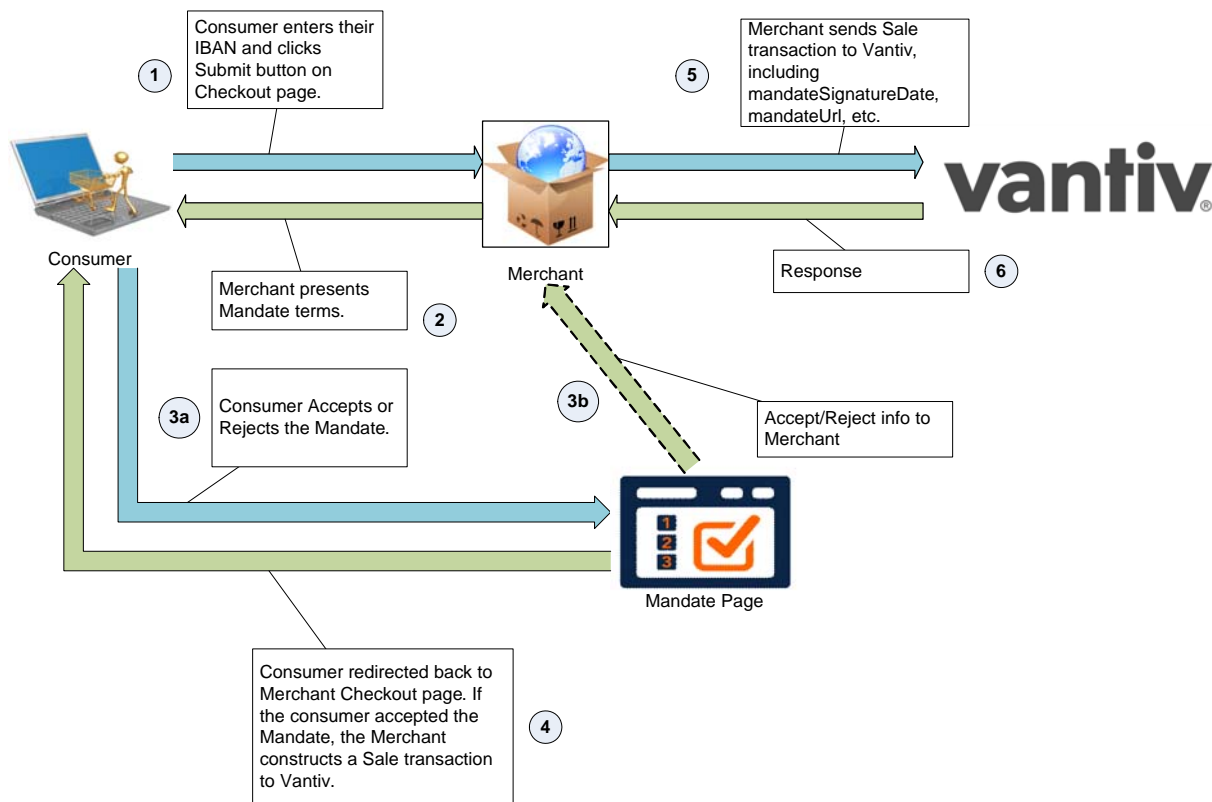 1
Consumer enters their
IBAN and clicks
Submit button on
Checkout page.
5
Merchant sends Sale
transaction to Vantiv,
including
mandateSignatureDate,
mandateUrl, etc.
vantiv®
Consumer
Merchant
Merchant presents
Mandate terms.
2
Response
6
3a
Consumer Accepts or
Rejects the Mandate.
3b
Accept/Reject info to
Merchant
1
2
3
Mandate Page
Consumer redirected back to
Merchant Checkout page. If
the consumer accepted the
Mandate, the Merchant
constructs a Sale transaction
to Vantiv.
4